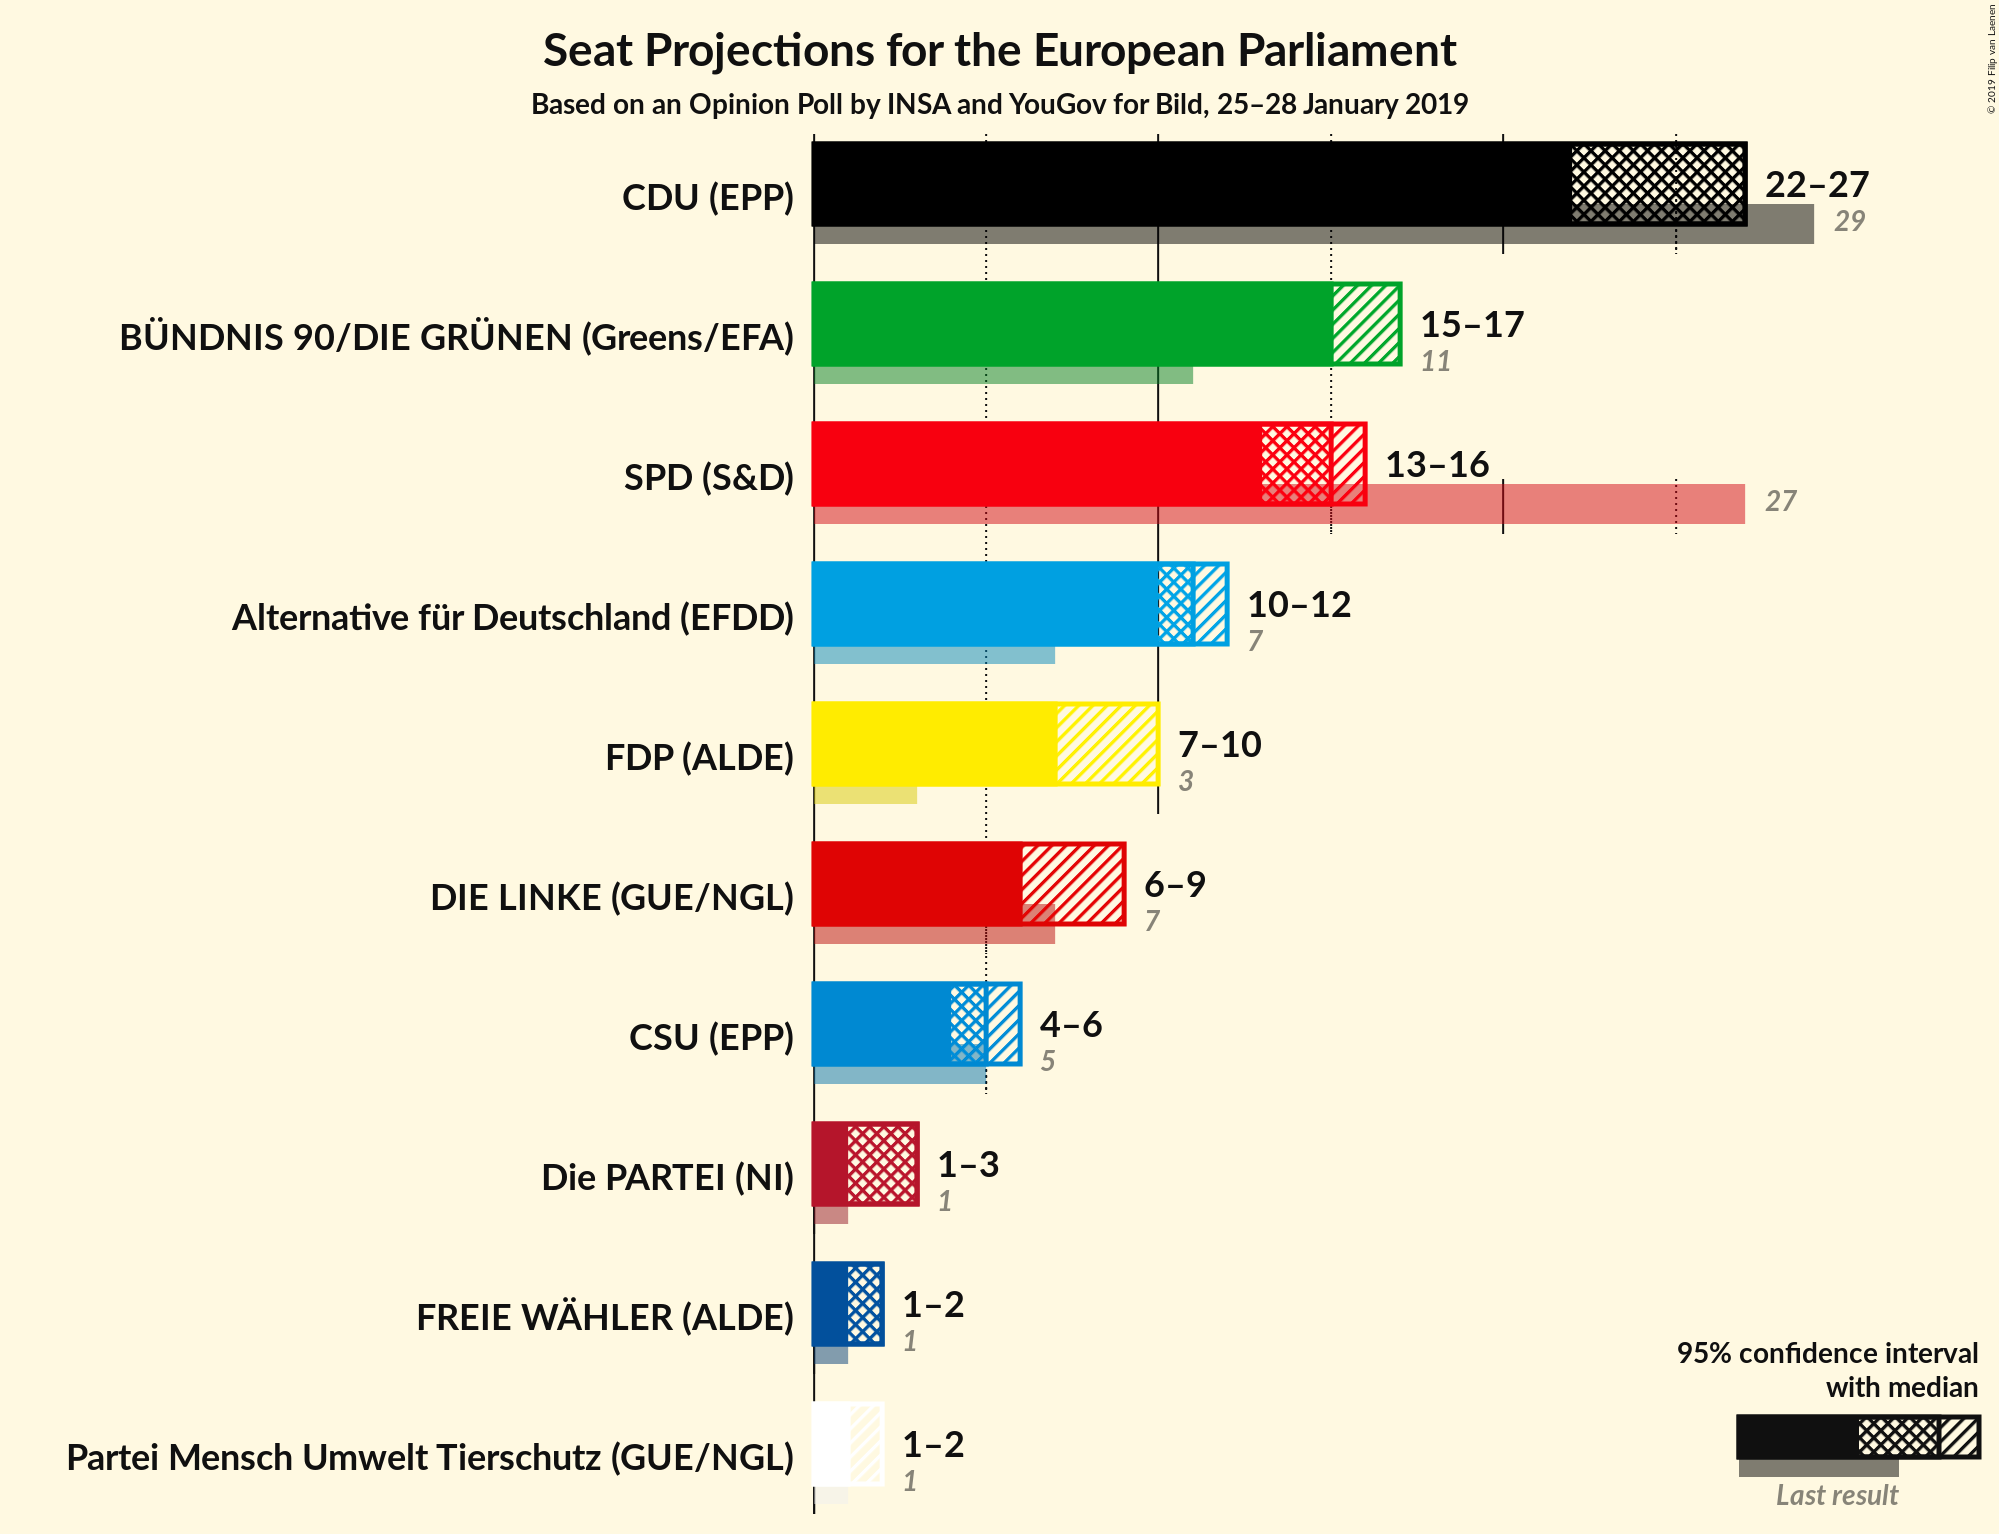 © 2019 Filip van Laenen
Seat Projections for the European Parliament
Based on an Opinion Poll by INSA and YouGov for Bild, 25–28 January 2019
CDU (EPP)
22–27
29
BÜNDNIS 90/DIE GRÜNEN (Greens/EFA)
15–17
11
SPD (S&D)
13–16
27
Alternative für Deutschland (EFDD)
10–12
7
FDP (ALDE)
7–10
3
DIE LINKE (GUE/NGL)
6–9
7
CSU (EPP)
4–6
5
Die PARTEI (NI)
1–3
1
FREIE WÄHLER (ALDE)
1–2
1
Partei Mensch Umwelt Tierschutz (GUE/NGL)
1–2
1
95% confidence interval
with median
Last result